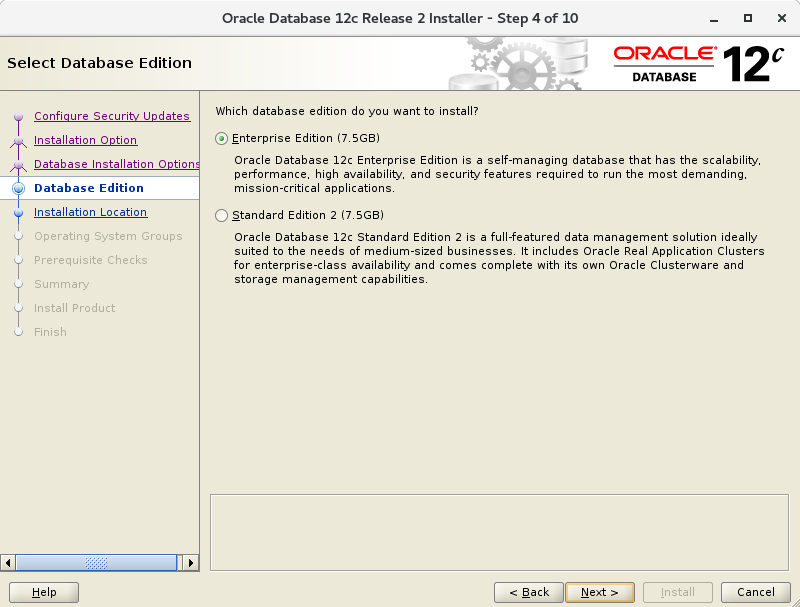 Oracle Database 12c Release 2 Installer - Step 4 of 10
Select Database Edition
ORACLE®
DATABASE
12c
Configure Security Updates
Installation Option
Database Installation Options
Database Edition
Installation Location
Operating System Groups
Prerequisite Checks
Summary
Install Product
Finish
Which database edition do you want to install?
Enterprise Edition (7.5GB)
Oracle Database 12c Enterprise Edition is a self-managing database that has the scalability,
performance, high availability, and security features required to run the most demanding,
mission-critical applications.
Standard Edition 2 (7.5GB)
Oracle Database 12c Standard Edition 2 is a full-featured data management solution ideally
suited to the needs of medium-sized businesses. It includes Oracle Real Application Clusters
for enterprise-class availability and comes complete with its own Oracle Clusterware and
storage management capabilities.
Help
< Back
Next >
Install
Cancel